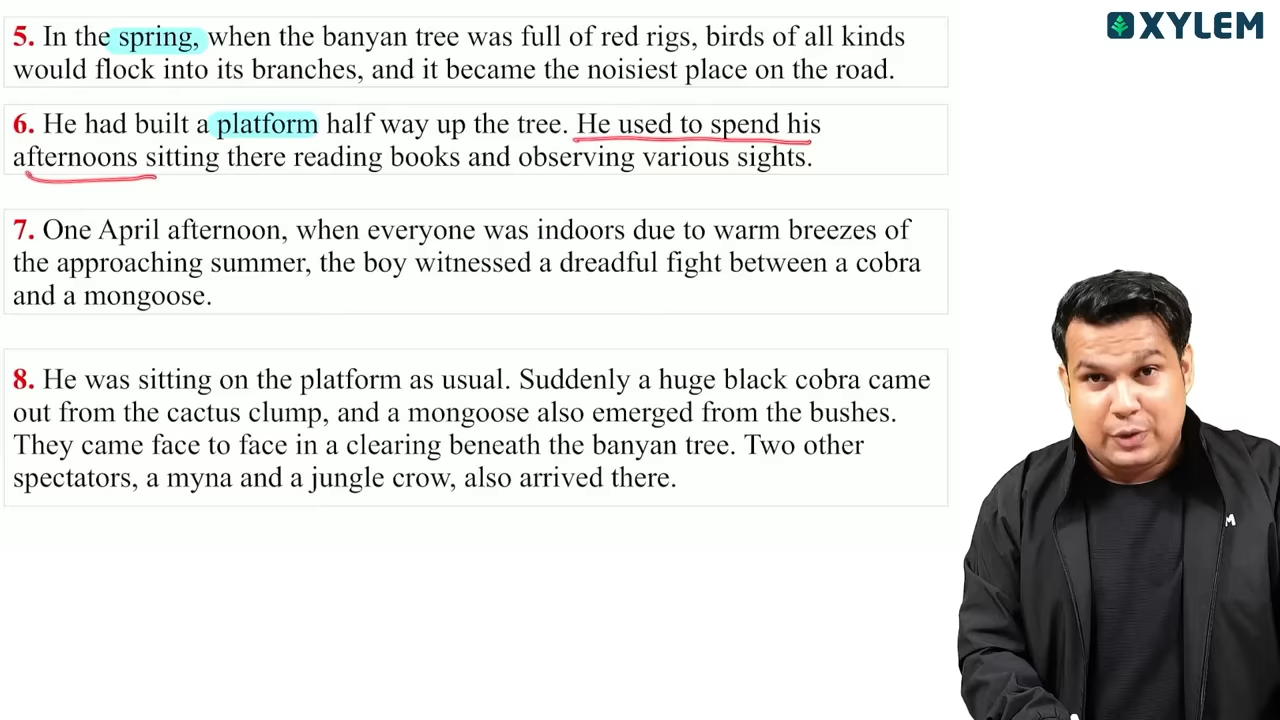 XYLEM
5. In the spring, when the banyan tree was full of red rigs, birds of all kinds
would flock into its branches, and it became the noisiest place on the road.
6. He had built a platform half way up the tree. He used to spend his
afternoons sitting there reading books and observing various sights.
7. One April afternoon, when everyone was indoors due to warm breezes of
the approaching summer, the boy witnessed a dreadful fight between a cobra
and a mongoose.
8. He was sitting on the platform as usual. Suddenly a huge black cobra came
out from the cactus clump, and a mongoose also emerged from the bushes.
They came face to face in a clearing beneath the banyan tree. Two other
spectators, a myna and a jungle crow, also arrived there.